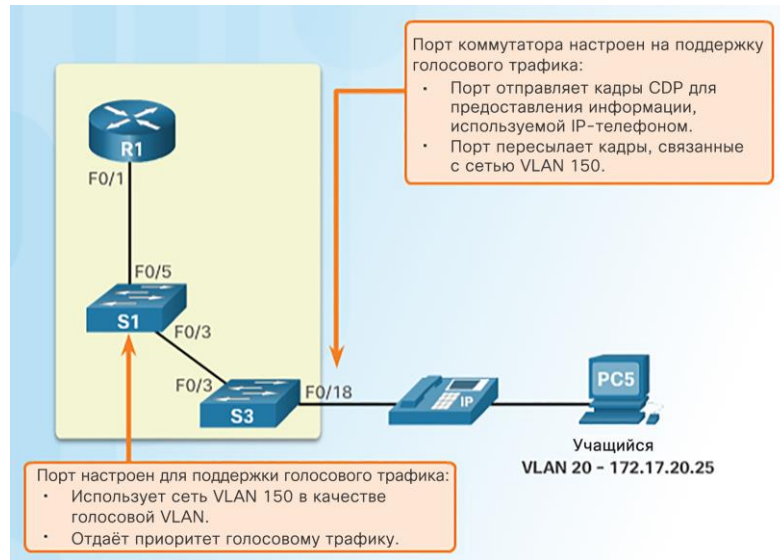 Порт коммутатора настроен на поддержку
голосового трафика:
• Порт отправляет кадры CDP для
предоставления информации,
используемой IP-телефоном.
• Порт пересылает кадры, связанные
с сетью VLAN 150.
R1
F0/1
F0/5
S1
F0/3
F0/3
S3
F0/18
IP
PC5
Учащийся
VLAN 20 - 172.17.20.25
Порт настроен для поддержки голосового трафика:
• Использует сеть VLAN 150 в качестве
голосовой VLAN.
• Отдаёт приоритет голосовому трафику.